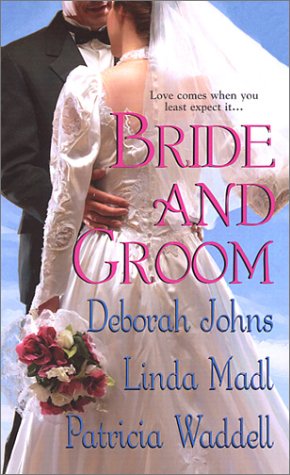 Love comes when you
least expect it...
BRIDE
AND
GROOM
Deborah Johns
Linda Madl
Patricia Waddell